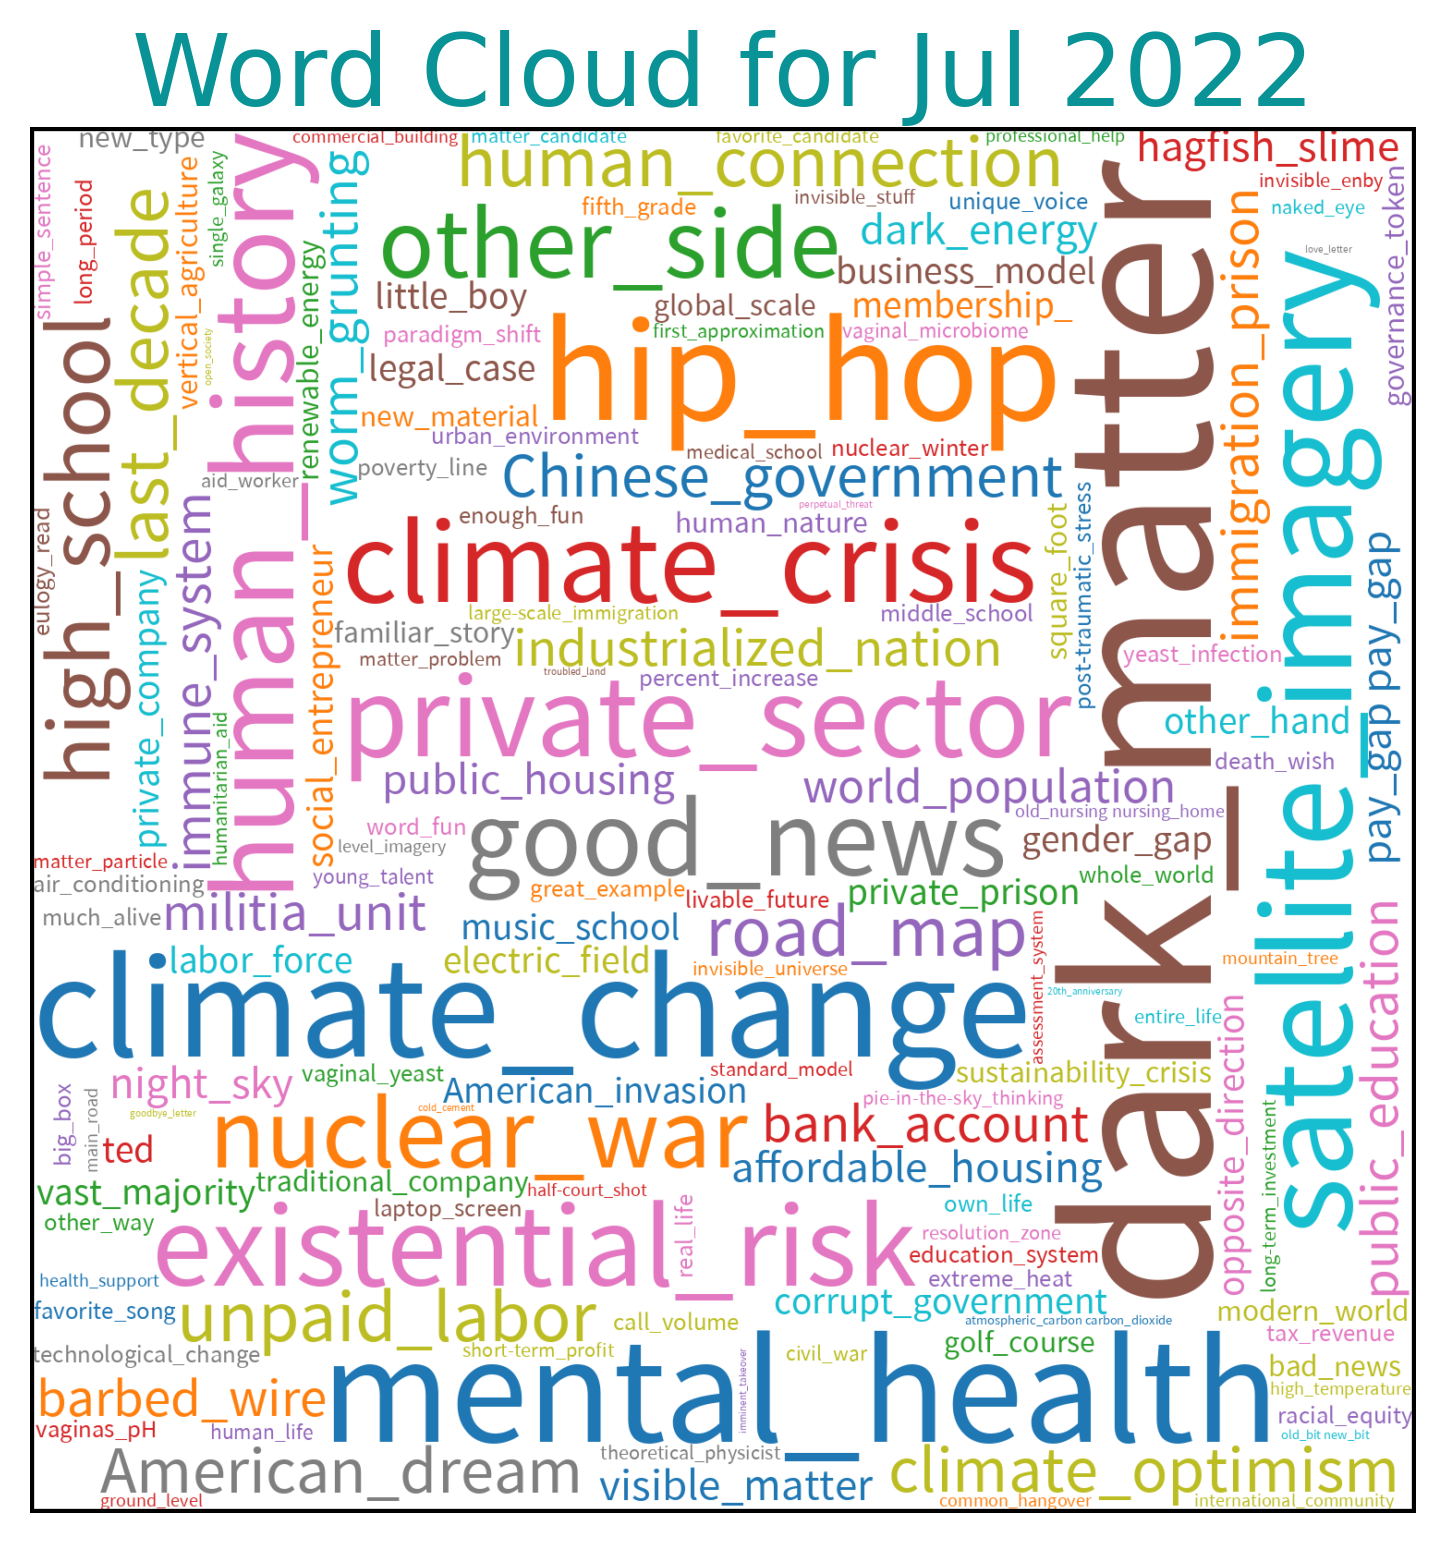 Word Cloud for Jul 2022
new_type
commercial_building
matter_candidate
favorite_candidate
professional_help
hagfish_slime
human_connection
simple_sentence
long_period
last_decade
vertical_agriculture
single_galaxy
human_history
worm_grunting
invisible_enby
fifth_grade
invisible_stuff
unique_voice
naked_eye
governance_token
other_side
dark_energy
immigration_prison
love_letter
renewable_energy
business_model
little_boy
global_scale
membership_
dark_matter
satellite_imagery
high_school
open_society
paradigm_shift
first_approximation
vaginal_microbiome
hip_hop
legal_case
new_material
urban_environment
medical_school
nuclear_winter
poverty_line
aid_worker
Chinese_government
perpetual_threat
immune_system
eulogy_read
enough_fun
human_nature
square_foot
post-traumatic_stress
climate_crisis
pay_gap pay_gap
private_company
social_entrepreneur
large-scale_immigration
middle_school
familiar_story
industrialized_nation
yeast_infection
matter_problem
troubled_land
percent_increase
private_sector
humanitarian_aid
other_hand
death_wish
public_housing
world_population
old_nursing nursing_home
word_fun
good_news
gender_gap
level_imagery
matter_particle
air_conditioning
young_talent
great_example
livable_future
private_prison
whole_world
much_alive
militia_unit
music_school
road_map
assessment_system
public_education
labor_force
electric_field
invisible_universe
mountain_tree
climate_change
20th_anniversary
entire_life
opposite_direction
night_sky
vaginal_yeast
standard_model
sustainability_crisis
big_box
main_road
American_invasion
pie-in-the-sky_thinking
long-term_investment
goodbye_letter
cold_cement
nuclear_war
bank_account
ted
affordable_housing
vast_majority
traditional_company
half-court_shot
real_life
own_life
other_way
laptop_screen
existential_risk
resolution_zone
education_system
health_support
extreme_heat
favorite_song
unpaid_labor
corrupt_government
modern_world
call_volume
atmospheric_carbon carbon_dioxide
tax_revenue
technological_change
short-term_profit
imminent_takeover
civil_war
golf_course
bad_news
barbed_wire
mental_health
high_temperature
vaginas_pH
human_life
racial_equity
old_bit new_bit
American_dream
theoretical_physicist
visible_matter
climate_optimism
ground_level
common_hangover
international_community